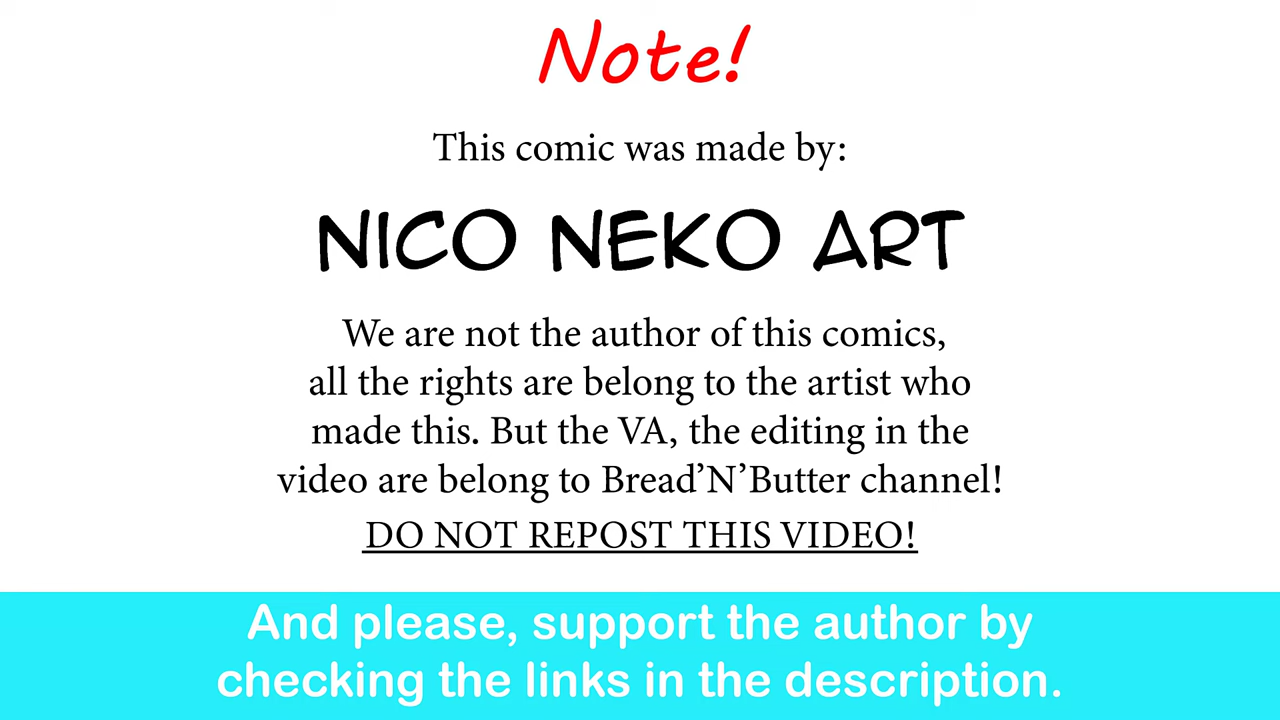 Note!
This comic was made by:
NICO NEKO ART
We are not the author of this comics,
all the rights are belong to the artist who
made this. But the VA, the editing in the
video are belong to Bread’N’Butter channel!
DO NOT REPOST THIS VIDEO!
And please, support the author by
checking the links in the description.